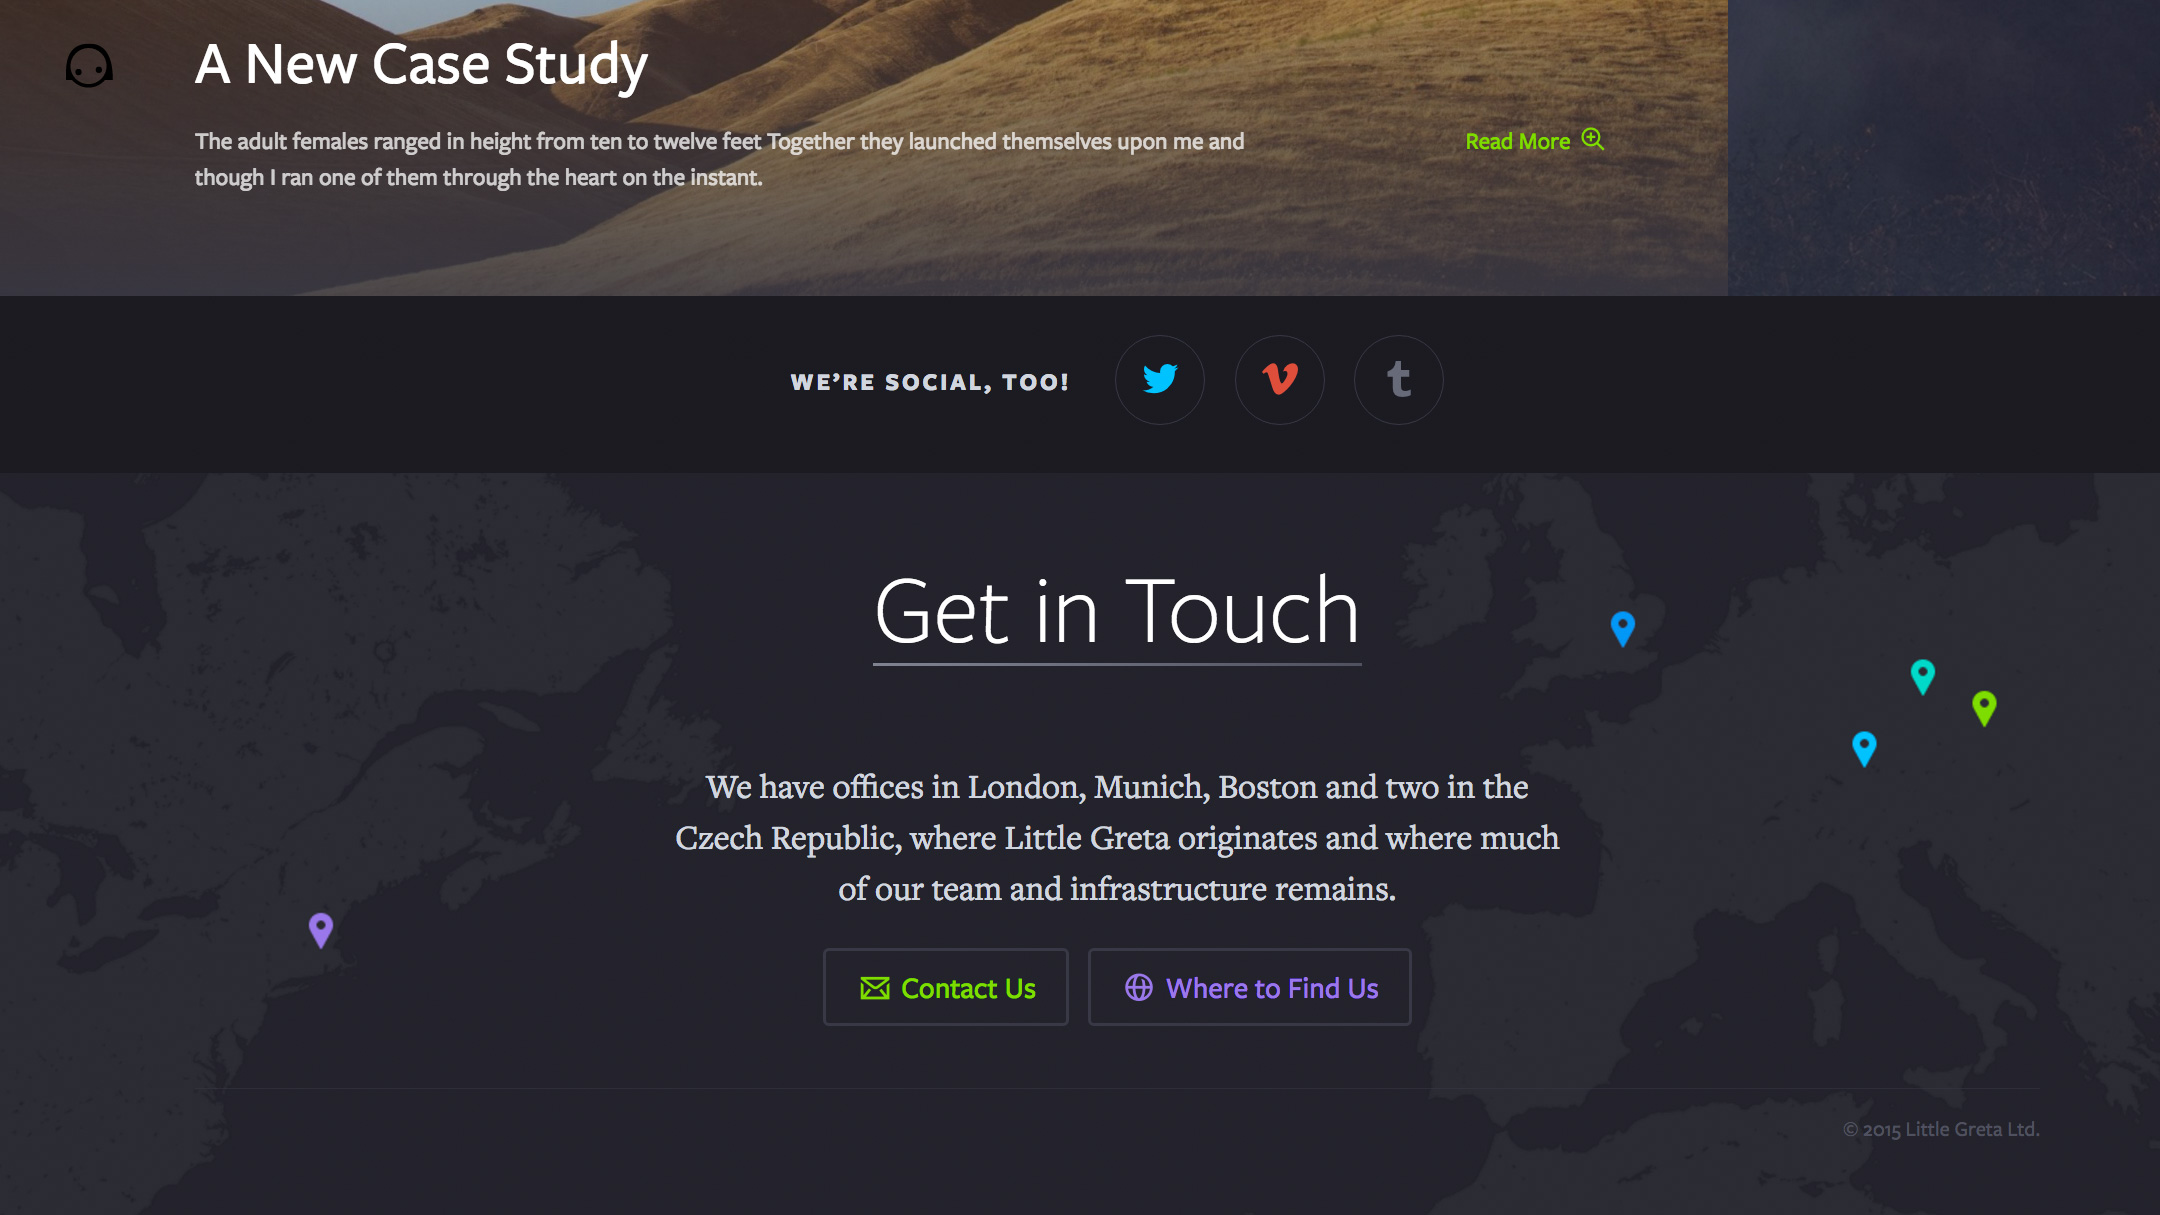 A New Case Study
The adult females ranged in height from ten to twelve feet Together they launched themselves upon me and
though I ran one of them through the heart on the instant.
Read More
WE’RE SOCIAL, TOO!
Get in Touch
We have offices in London, Munich, Boston and two in the
Czech Republic, where Little Greta originates and where much
of our team and infrastructure remains.
Contact Us
Where to Find Us
© 2015 Little Greta Ltd.